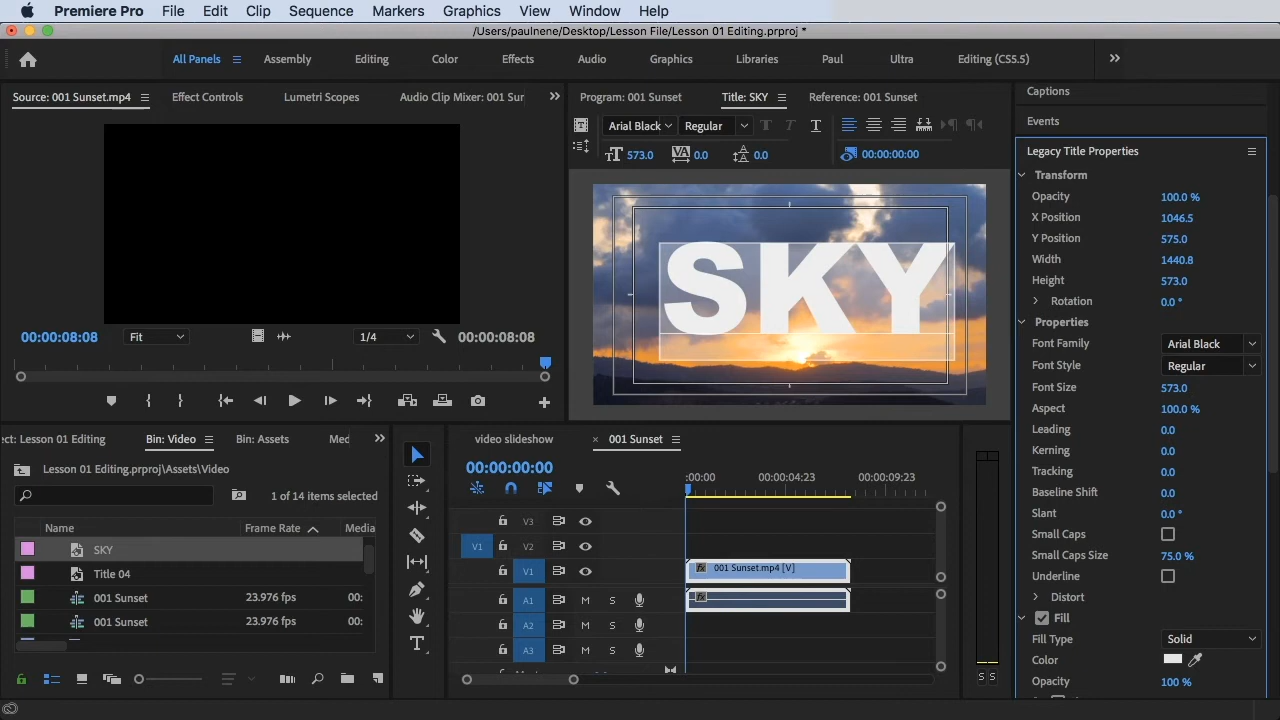 Premiere Pro File Edit Clip Sequence Markers Graphics View Window Help
/Users/paulnene/Desktop/Lesson File/Lesson 01 Editing.prproj *
All Panels Assembly Editing Color Effects Audio Graphics Libraries Paul Ultra Editing (CS5.5)
Source: 001 Sunset.mp4 Effect Controls Lumetri Scopes Audio Clip Mixer: 001 Sur
Program: 001 Sunset Title: SKY Reference: 001 Sunset
Arial Black Regular T T T
573.0 VA 0.0 0.0 00:00:00:00
SKY
00:00:08:08 Fit 1/4 00:00:08:08
Captions
Events
Legacy Title Properties
Transform
Opacity 100.0 %
X Position 1046.5
Y Position 575.0
Width 1440.8
Height 573.0
Rotation 0.0 °
Properties
Font Family Arial Black
Font Style Regular
Font Size 573.0
Aspect 100.0 %
Leading 0.0
Kerning 0.0
Tracking 0.0
Baseline Shift 0.0
Slant 0.0 °
Small Caps
Small Caps Size 75.0 %
Underline
Distort
Fill
Fill Type Solid
Color
Opacity 100 %
ect: Lesson 01 Editing Bin: Video Bin: Assets Med
Lesson 01 Editing.prproj\Assets\Video
1 of 14 items selected
Name Frame Rate Media
SKY
Title 04
001 Sunset 23.976 fps 00:
001 Sunset 23.976 fps 00:
video slideshow × 001 Sunset
00:00:00:00
:00:00 00:00:04:23 00:00:09:23
V3
V1 V2
V1 fx 001 Sunset.mp4 [V]
A1 M S fx
A2 M S
A3 M S
S S